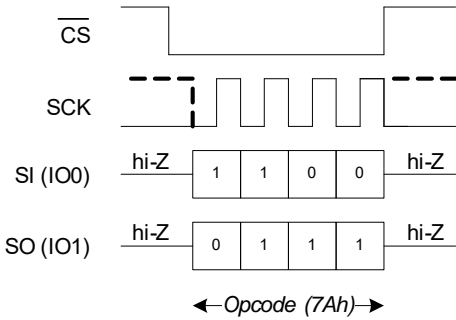 CS
SCK
SI (IO0) hi-Z 1 1 0 0 hi-Z
SO (IO1) hi-Z 0 1 1 1 hi-Z
Opcode (7Ah)